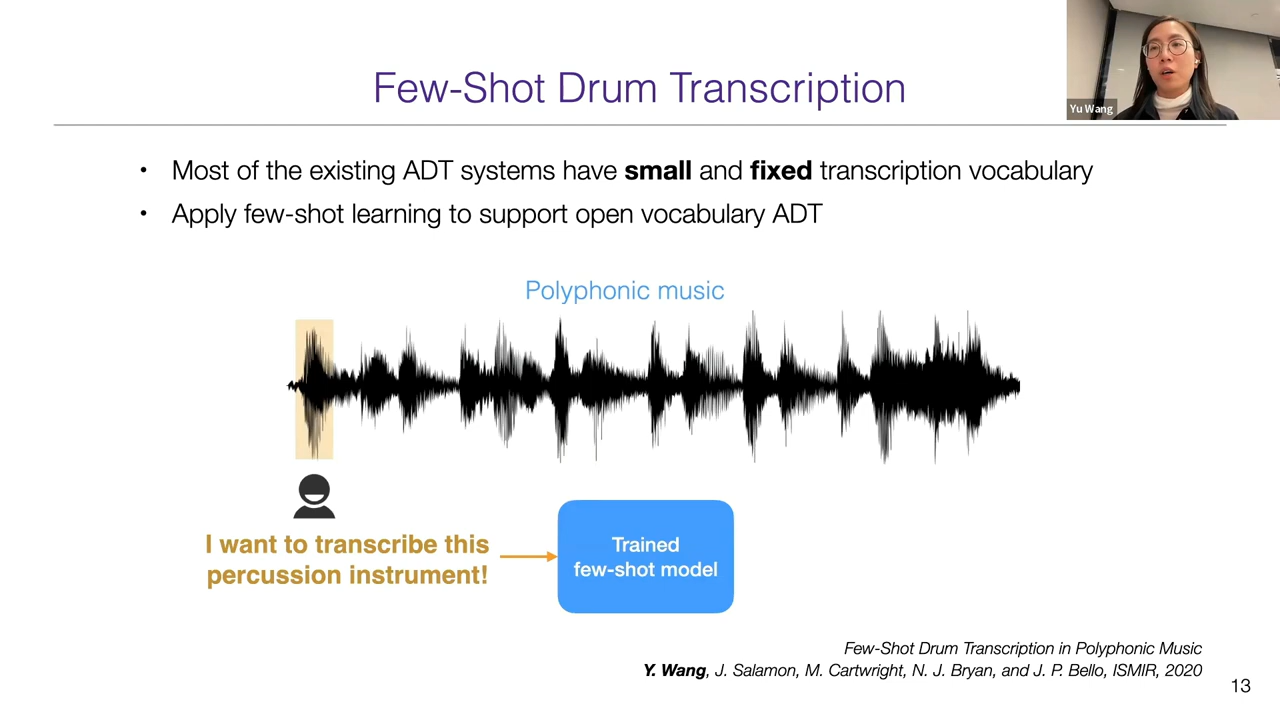 Few-Shot Drum Transcription
Yu Wang
• Most of the existing ADT systems have small and fixed transcription vocabulary
• Apply few-shot learning to support open vocabulary ADT
Polyphonic music
I want to transcribe this
percussion instrument!
Trained
few-shot model
Few-Shot Drum Transcription in Polyphonic Music
Y. Wang, J. Salamon, M. Cartwright, N. J. Bryan, and J. P. Bello, ISMIR, 2020
13